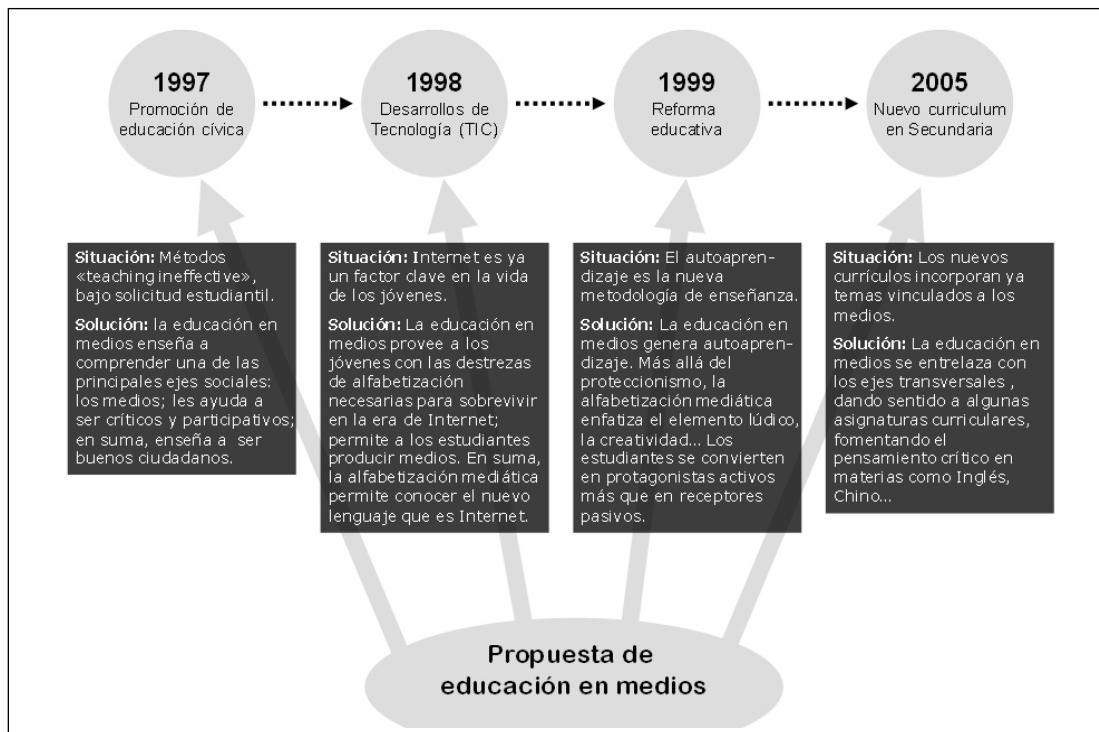 1997
Promoción de
educación cívica
1998
Desarrollos de
Tecnología (TIC)
1999
Reforma
educativa
2005
Nuevo curriculum
en Secundaria
Situación: Métodos
«teaching ineffective»,
bajo solicitud estudiantil.
Solución: la educación en
medios enseña a
comprender una de las
principales ejes sociales:
los medios; les ayuda a
ser críticos y participativos;
en suma, enseña a ser
buenos ciudadanos.
Situación: Internet es ya
un factor clave en la vida
de los jóvenes.
Solución: La educación en
medios provee a los
jóvenes con las destrezas
de alfabetización
necesarias para sobrevivir
en la era de Internet;
permite a los estudiantes
producir medios. En suma,
la alfabetización mediática
permite conocer el nuevo
lenguaje que es Internet.
Situación: El autoapren-
dizaje es la nueva
metodología de enseñanza.
Solución: La educación en
medios genera autoapren-
dizaje. Más allá del
proteccionismo, la
alfabetización mediática
enfatiza el elemento lúdico,
la creatividad... Los
estudiantes se convierten
en protagonistas activos
más que en receptores
pasivos.
Situación: Los nuevos
currículos incorporan ya
temas vinculados a los
medios.
Solución: La educación en
medios se entrelaza con
los ejes transversales ,
dando sentido a algunas
asignaturas curriculares,
fomentando el
pensamiento crítico en
materias como Inglés,
Chino...
Propuesta de
educación en medios